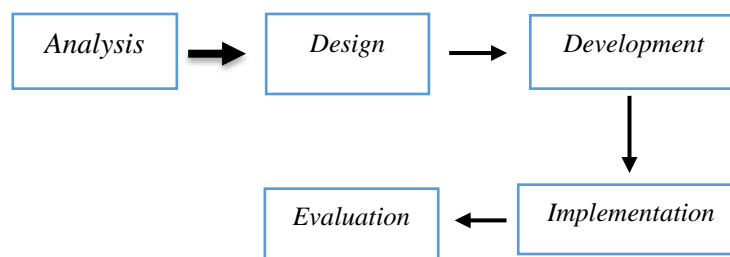 Analysis
Design
Development
Implementation
Evaluation